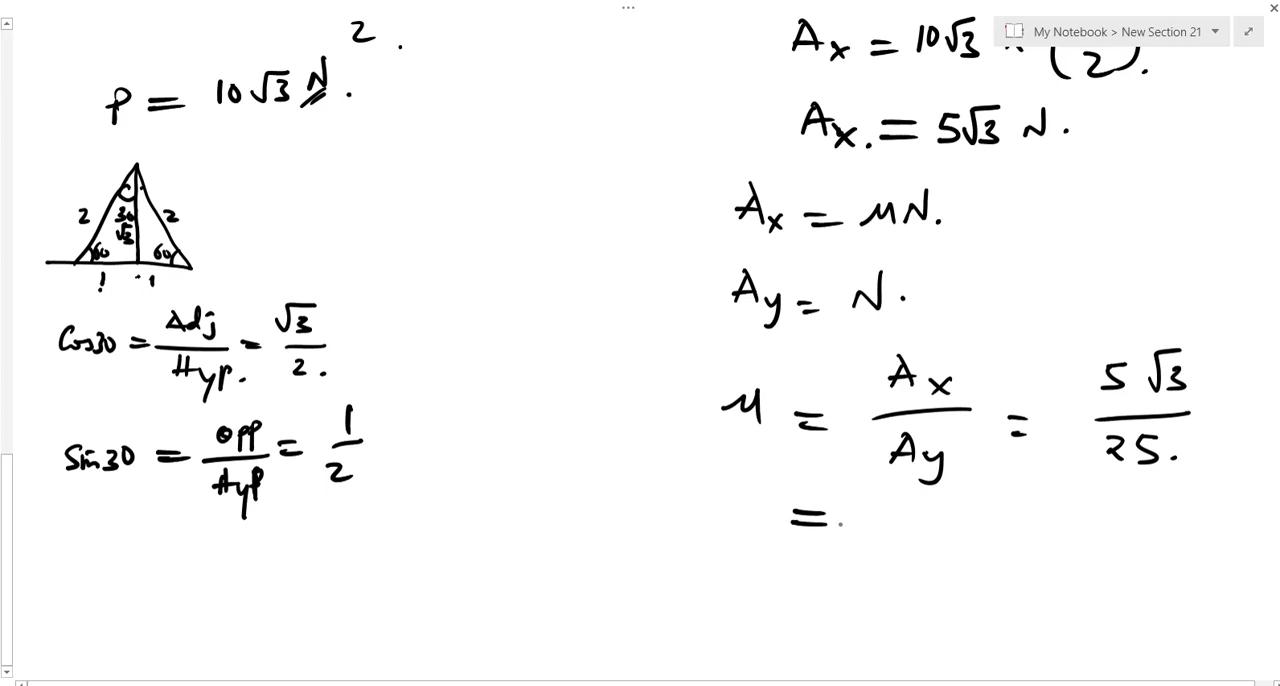 2 .
P = 10√3 N .
2 30 2
√3
60 60
1 1
Cos30 = Adj/Hyp. = √3/2.
Sin30 = opp/Hyp = 1/2
My Notebook > New Section 21
Ax = 10√3
2 ) .
Ax. = 5√3 N.
Ax = μN.
Ay = N.
μ = Ax/Ay = 5√3/25.
= .